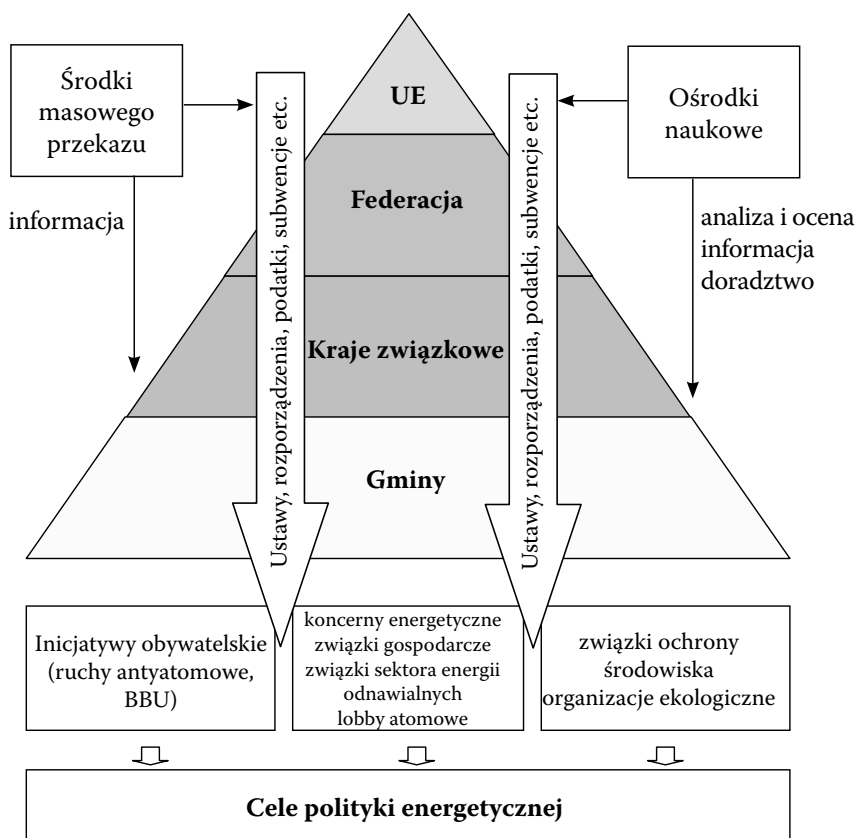 Środki
masowego
przekazu
UE
Ośrodki
naukowe
informacja
Federacja
analiza i ocena
informacja
doradztwo
Kraje związkowe
Gminy
Ustawy, rozporządzenia, podatki, subwencje etc.
Ustawy, rozporządzenia, podatki, subwencje etc.
Inicjatywy obywatelskie
(ruchy antyatomowe,
BBU)
koncerny energetyczne
związki gospodarcze
związki sektora energii
odnawialnych
lobby atomowe
związki ochrony
środowiska
organizacje ekologiczne
Cele polityki energetycznej